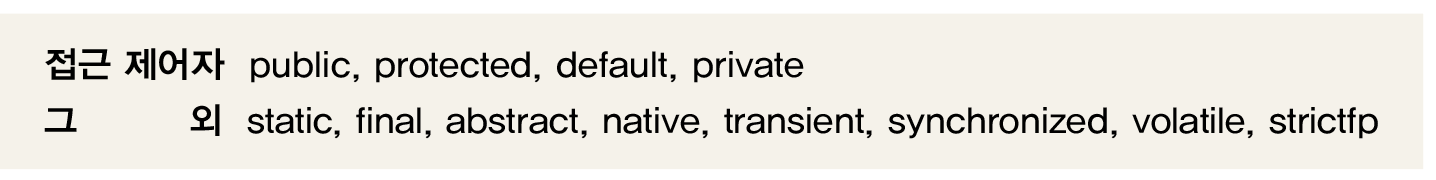 접근 제어자 public, protected, default, private
그 외 static, final, abstract, native, transient, synchronized, volatile, strictfp